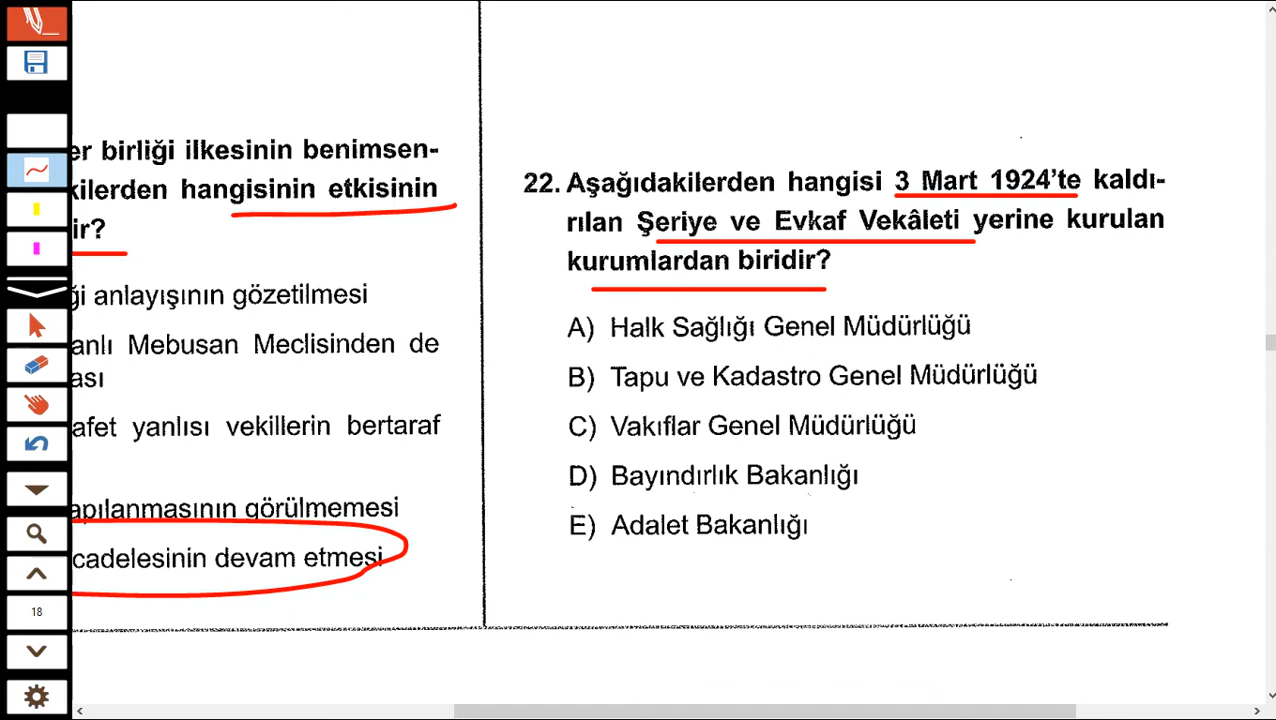 er birliği ilkesinin benimsen-
kilerden hangisinin etkisinin
ir?
ği anlayışının gözetilmesi
anlı Mebusan Meclisinden de
ası
afet yanlısı vekillerin bertaraf
apılanmasının görülmemesi
cadelesinin devam etmesi
22. Aşağıdakilerden hangisi 3 Mart 1924’te kaldı-
rılan Şeriye ve Evkaf Vekâleti yerine kurulan
kurumlardan biridir?
A) Halk Sağlığı Genel Müdürlüğü
B) Tapu ve Kadastro Genel Müdürlüğü
C) Vakıflar Genel Müdürlüğü
D) Bayındırlık Bakanlığı
E) Adalet Bakanlığı
18